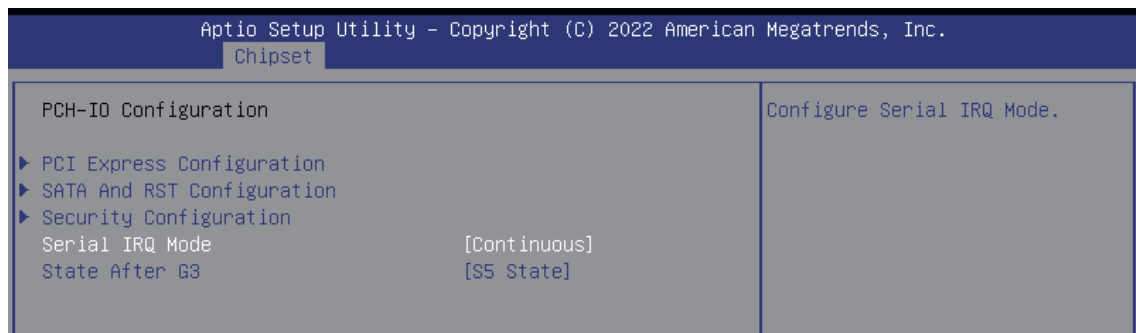 Aptio Setup Utility – Copyright (C) 2022 American Megatrends, Inc.
Chipset
PCH-IO Configuration
Configure Serial IRQ Mode.
▶ PCI Express Configuration
▶ SATA And RST Configuration
▶ Security Configuration
Serial IRQ Mode [Continuous]
State After G3 [S5 State]